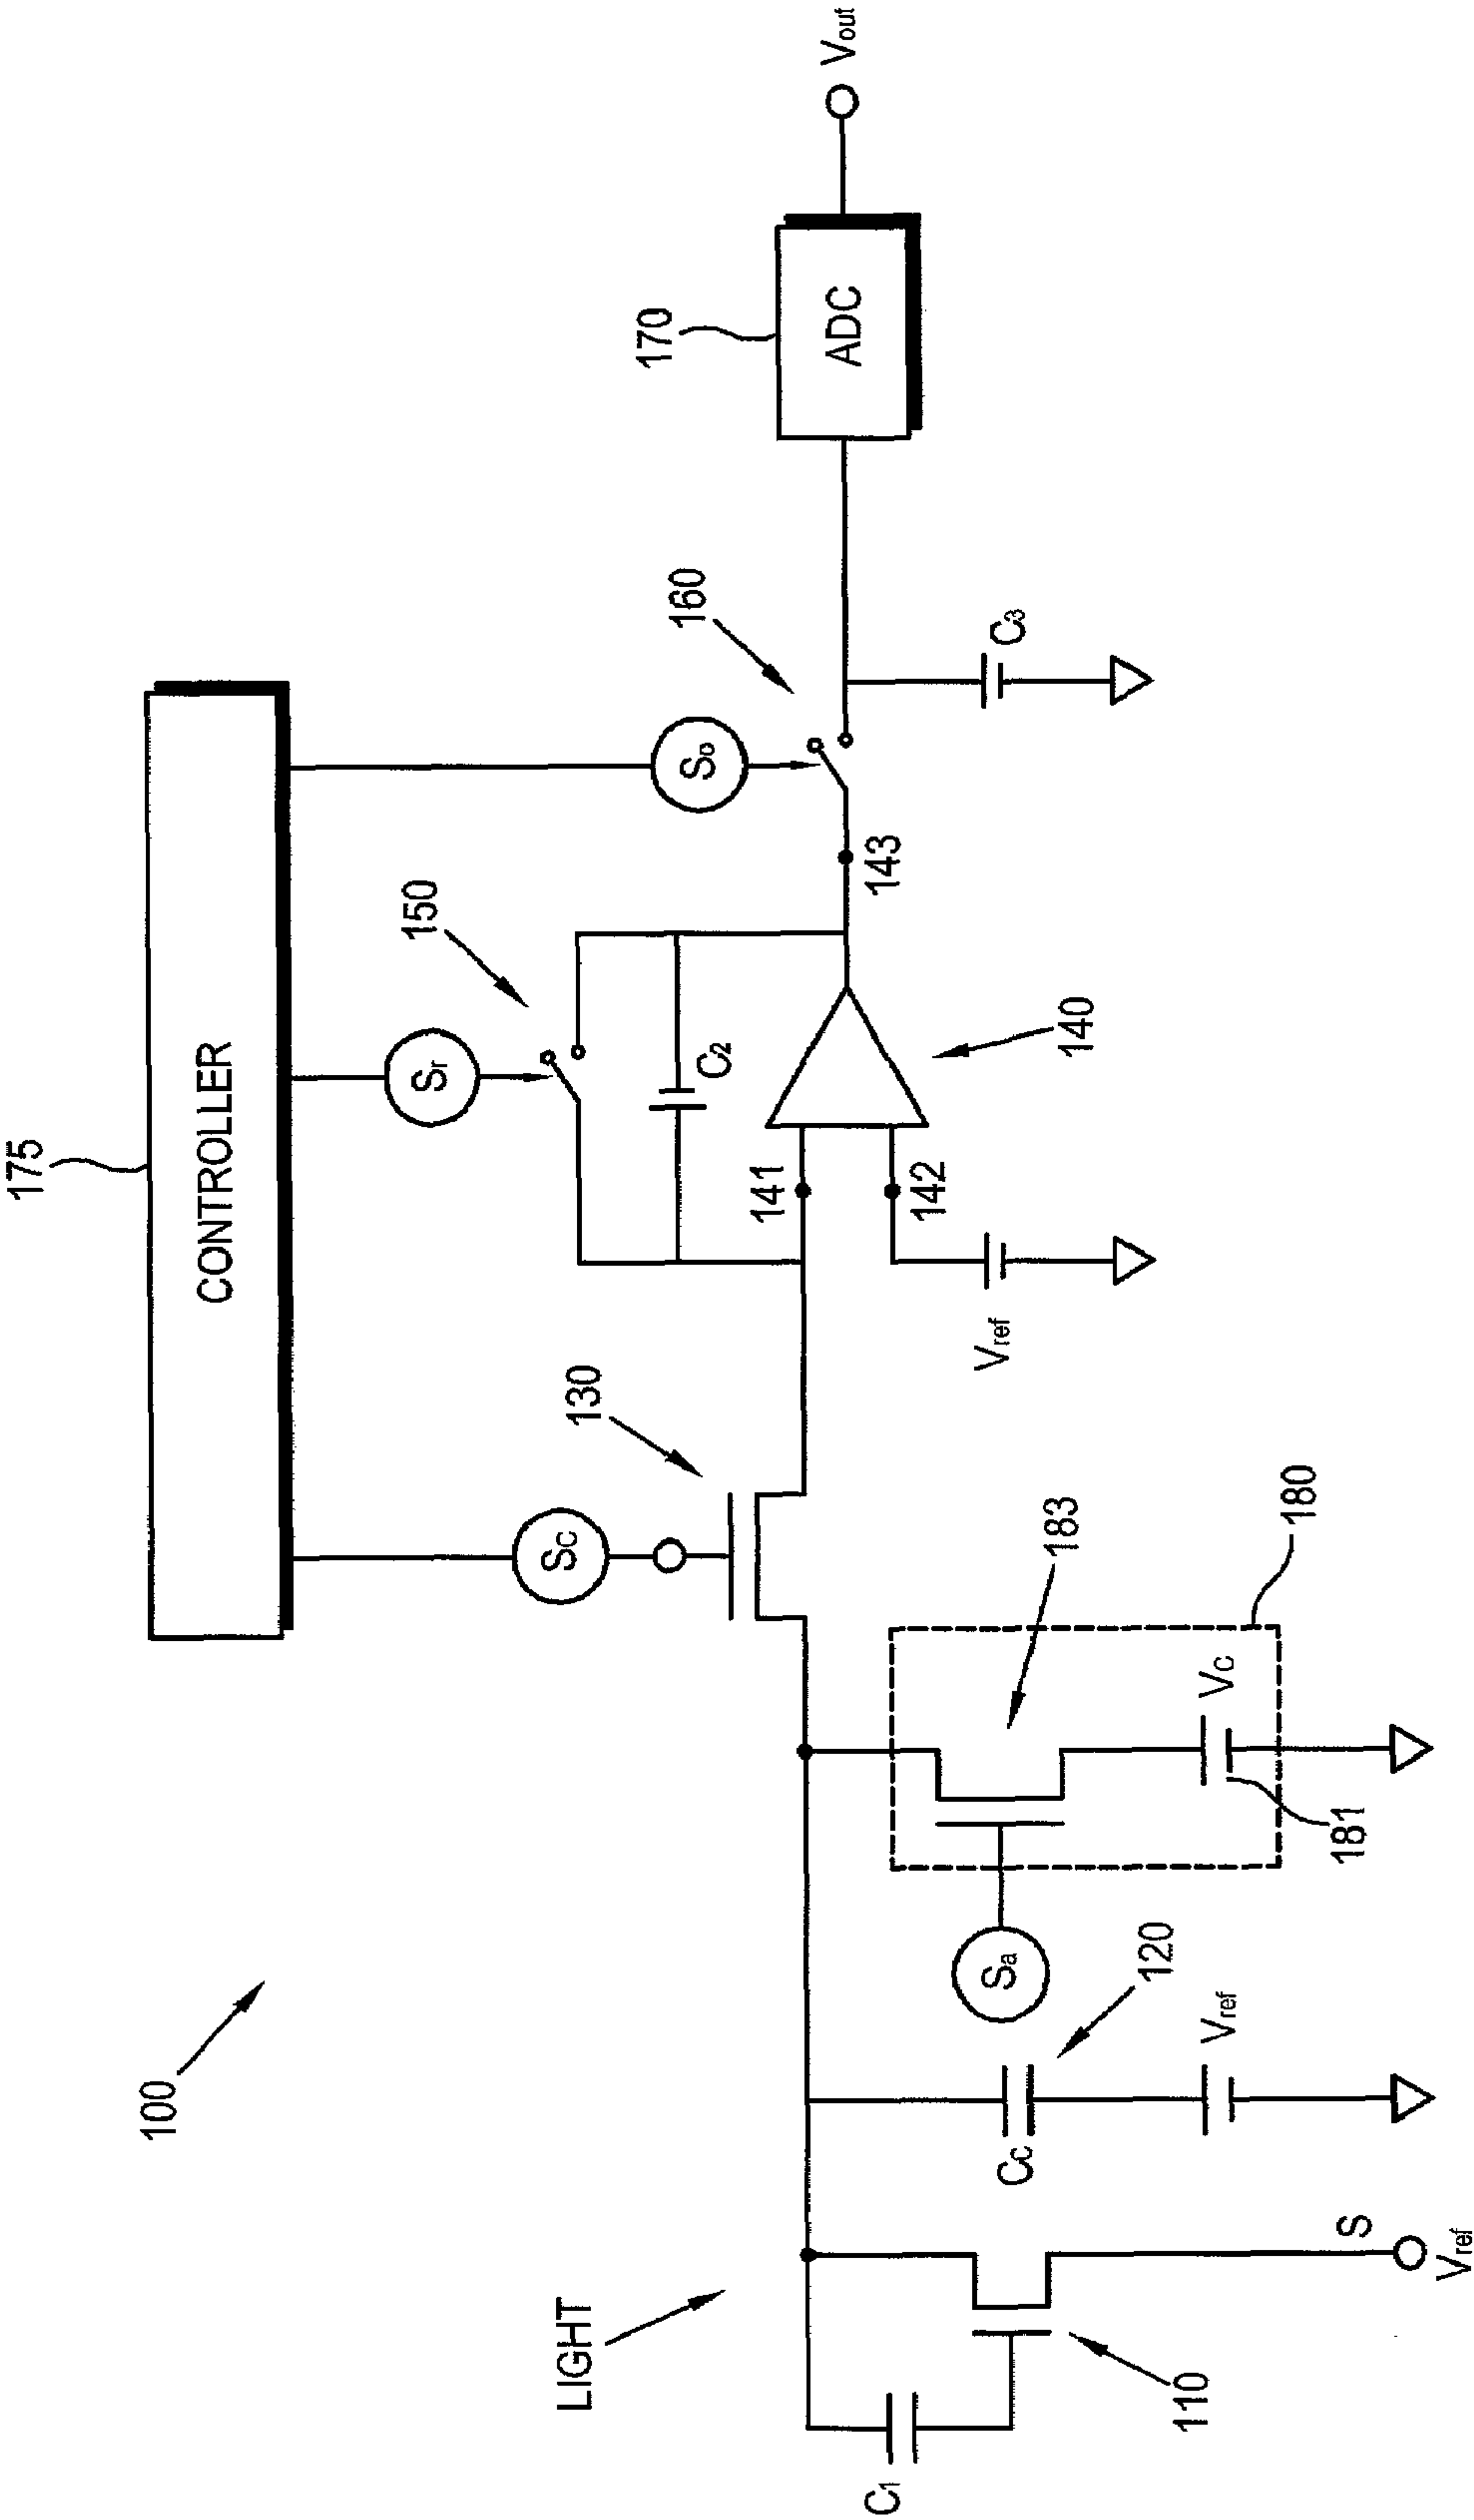 175
CONTROLLER
100
150
160
170
130
Sc
Sr
So
ADC
Vout
LIGHT
C2
141
142
143
140
C1
110
S
Vref
Cc
120
Vref
Sa
183
Vc
181
180
Vref
C3